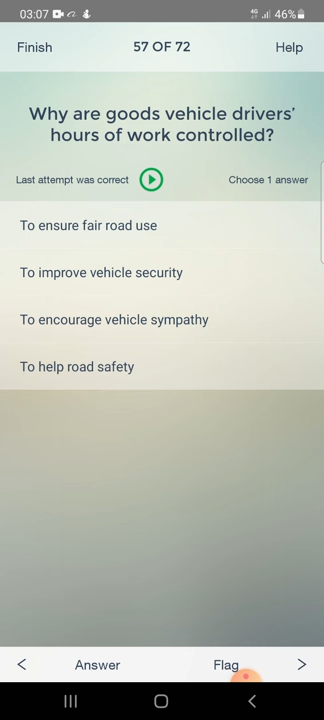 03:07 4G 46%
Finish 57 OF 72 Help
Why are goods vehicle drivers’
hours of work controlled?
Last attempt was correct Choose 1 answer
To ensure fair road use
To improve vehicle security
To encourage vehicle sympathy
To help road safety
< Answer Flag >